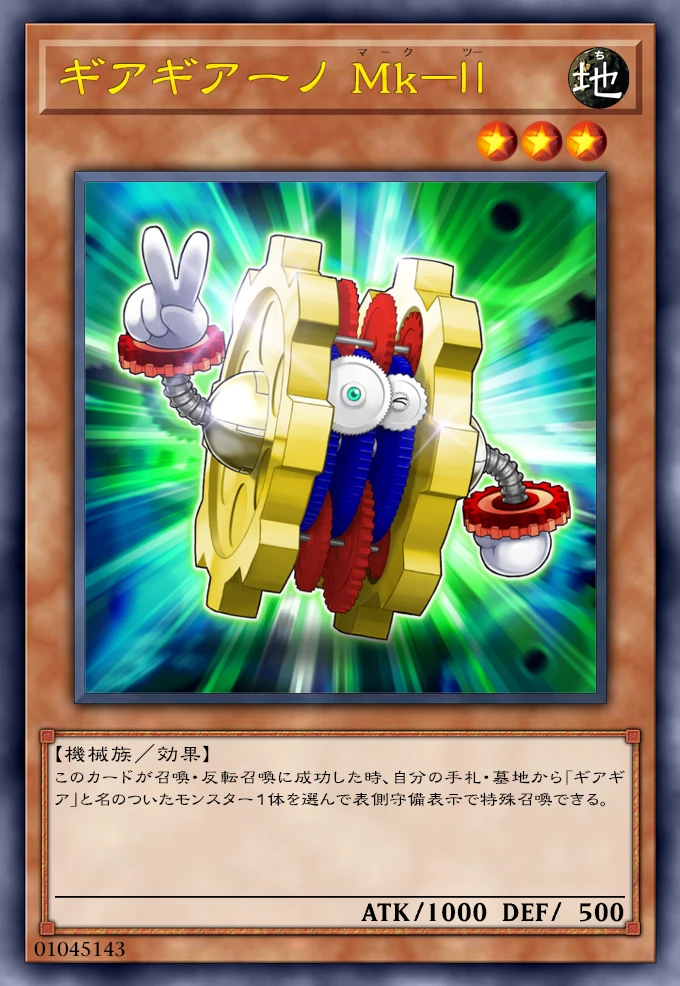 マーク ツー
ギアギアーノ Mk−II
ち
地
【機械族／効果】
このカードが召喚・反転召喚に成功した時、自分の手札・墓地から「ギアギ
ア」と名のついたモンスター１体を選んで表側守備表示で特殊召喚できる。
ATK/1000 DEF/ 500
01045143